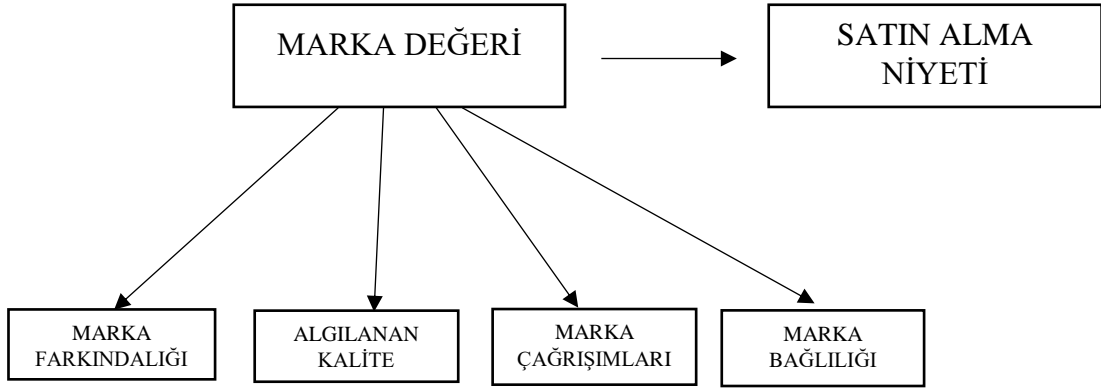 MARKA DEĞERİ
SATIN ALMA
NİYETİ
MARKA
FARKINDALIĞI
ALGILANAN
KALİTE
MARKA
ÇAĞRIŞIMLARI
MARKA
BAĞLILIĞI